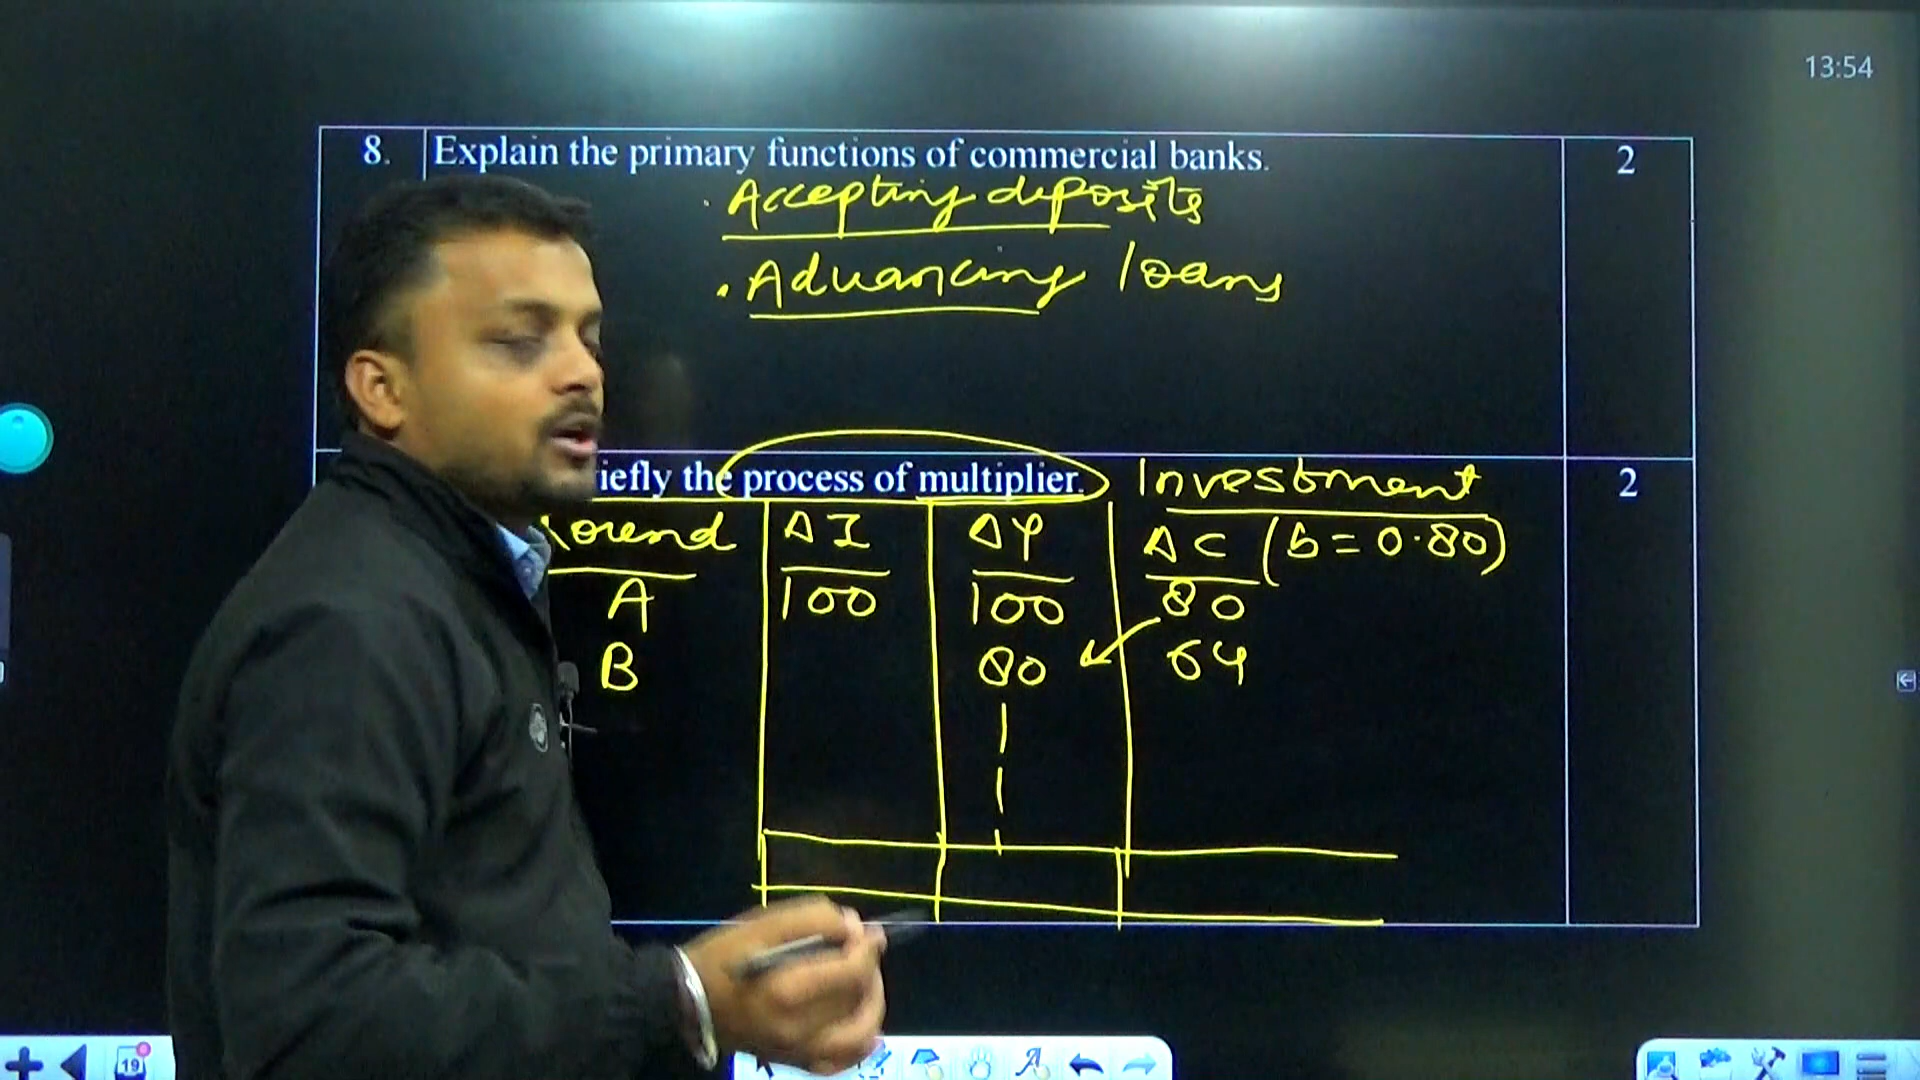 13:54
8. Explain the primary functions of commercial banks. 2
. Accepting deposits
. Advancing loans
the process of multiplier. Investment 2
ΔI ΔY ΔC (b = 0.80)
A 100 100 80
B 80 64
19